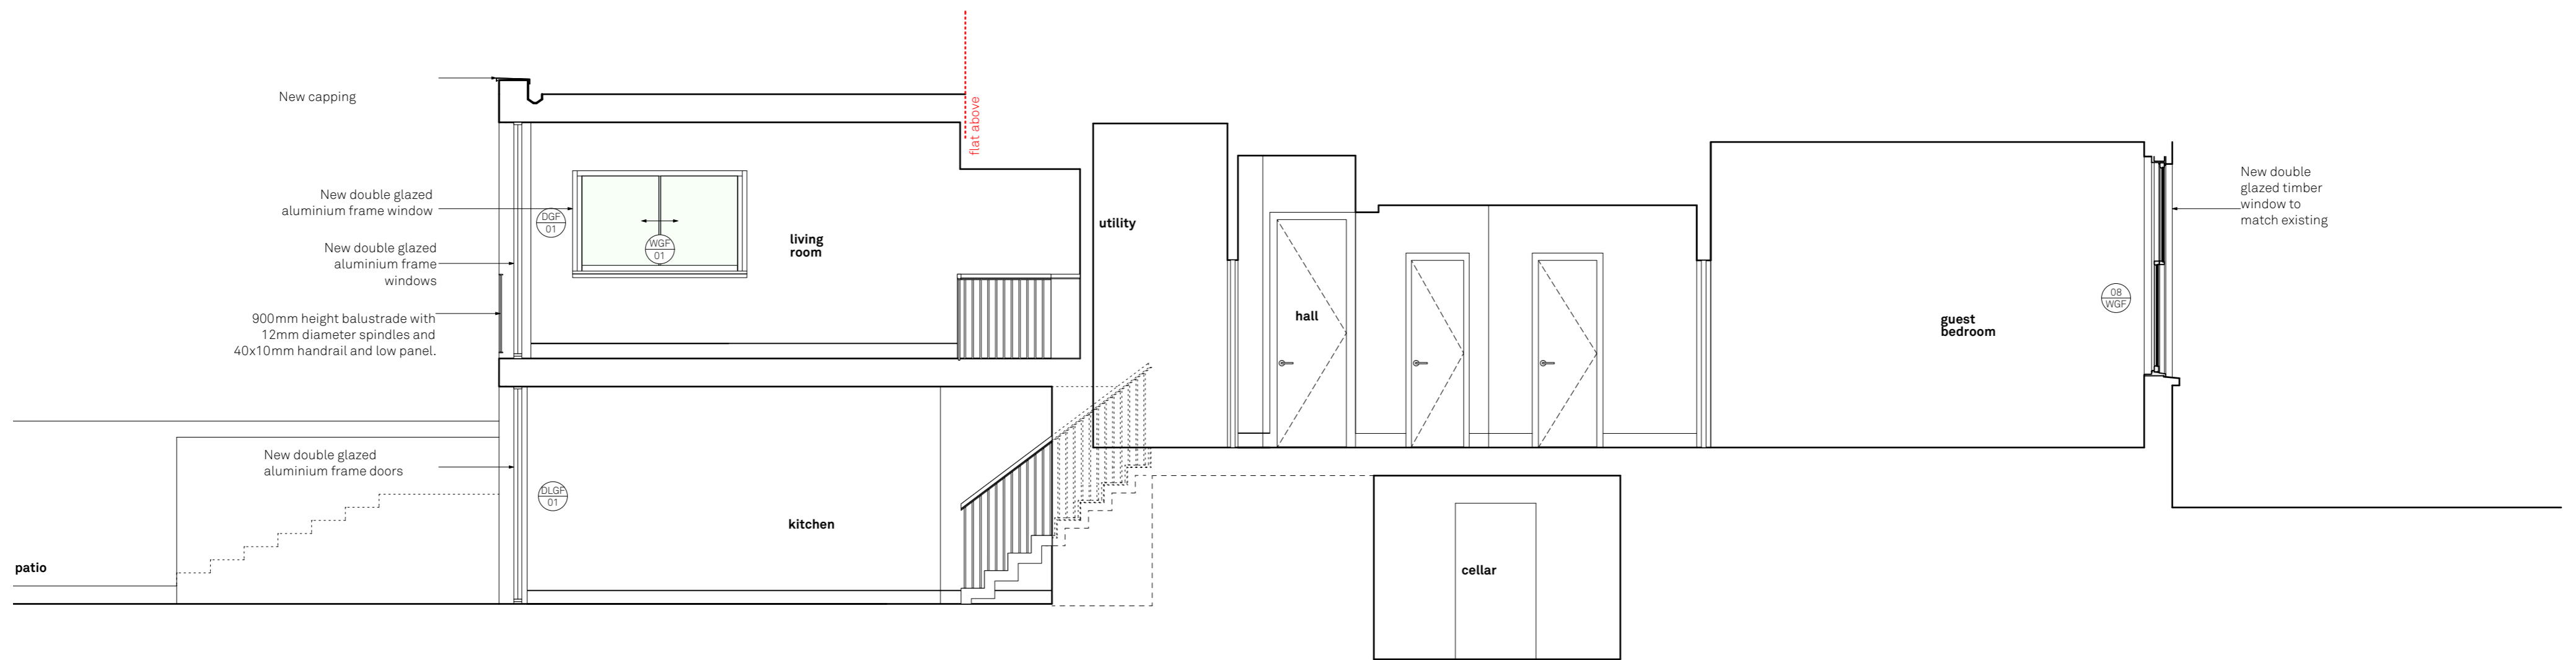 New capping
flat above
New double glazed
aluminium frame window
DGF
01
WGF
01
living
room
New double glazed
aluminium frame
windows
900mm height balustrade with
12mm diameter spindles and
40x10mm handrail and low panel.
utility
hall
guest
bedroom
08
WGF
New double
glazed timber
window to
match existing
New double glazed
aluminium frame doors
DLGF
01
kitchen
patio
cellar